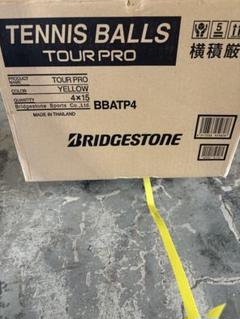 TENNIS BALLS
TOUR PRO
5
横積厳
PRODUCT NAME TOUR PRO
COLOR YELLOW
QUANTITY 4×15
Bridgestone Sports Co.,Ltd. BBATP4
MADE IN THAILAND
BRIDGESTONE